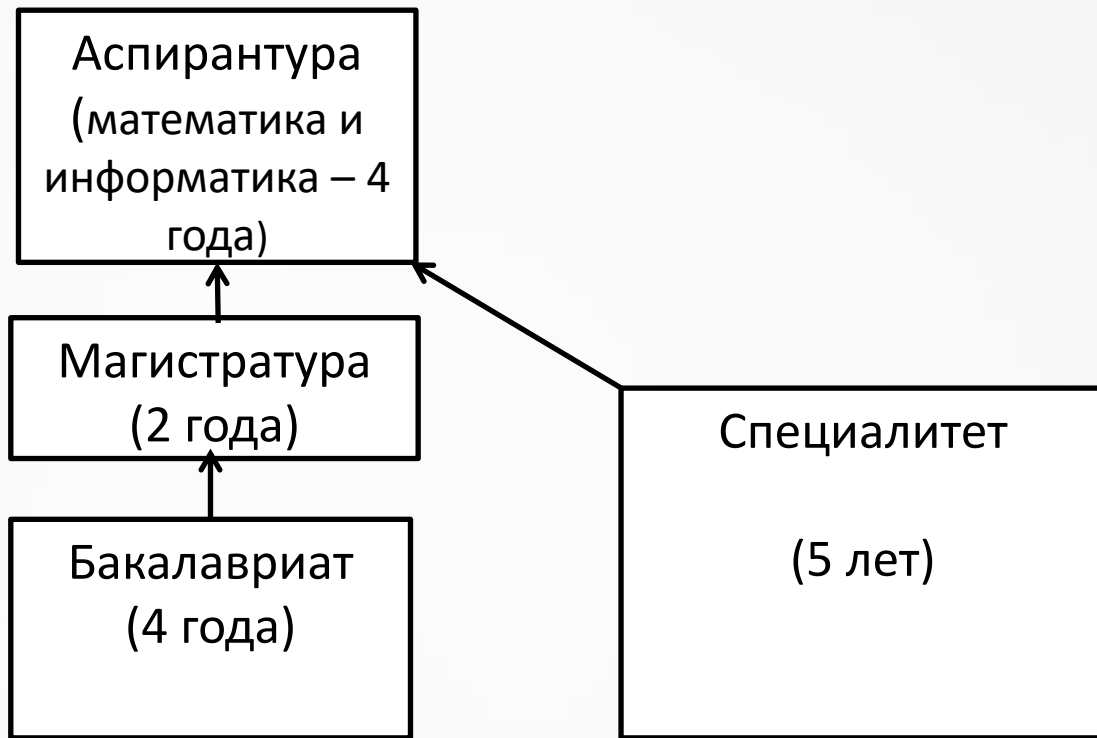 Аспирантура
(математика и
информатика – 4
года)
Магистратура
(2 года)
Специалитет
(5 лет)
Бакалавриат
(4 года)